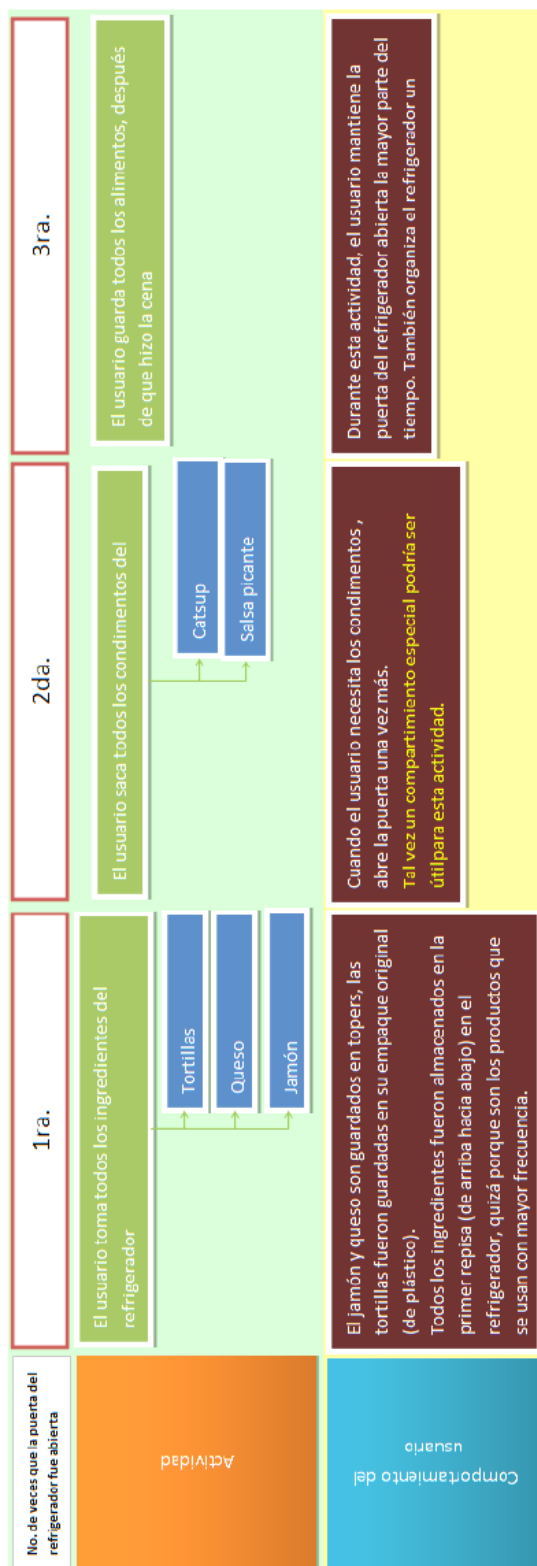 No. de veces que la puerta del
refrigerador fue abierta
1ra.
2da.
3ra.
Actividad
El usuario toma todos los ingredientes del
refrigerador
Tortillas
Queso
Jamón
El usuario saca todos los condimentos del
Catsup
Salsa picante
El usuario guarda todos los alimentos, después
de que hizo la cena
Comportamiento del
usuario
El jamón y queso son guardados en topers, las
tortillas fueron guardadas en su empaque original
(de plástico).
Todos los ingredientes fueron almacenados en la
primer repisa (de arriba hacia abajo) en el
refrigerador, quizá porque son los productos que
se usan con mayor frecuencia.
Cuando el usuario necesita los condimentos ,
abre la puerta una vez más.
Tal vez un compartimiento especial podría ser
útilpara esta actividad.
Durante esta actividad, el usuario mantiene la
puerta del refrigerador abierta la mayor parte del
tiempo. También organiza el refrigerador un